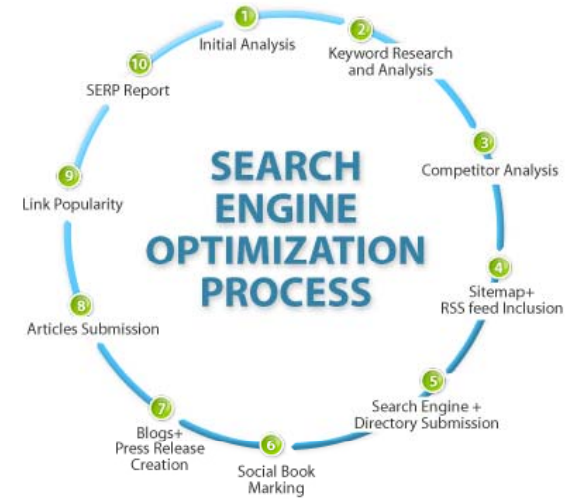 1
Initial Analysis
2
Keyword Research
and Analysis
3
Competitor Analysis
4
Sitemap+
RSS feed Inclusion
5
Search Engine +
Directory Submission
6
Social Book
Marking
7
Blogs+
Press Release
Creation
8
Articles Submission
9
Link Popularity
10
SERP Report
SEARCH
ENGINE
OPTIMIZATION
PROCESS